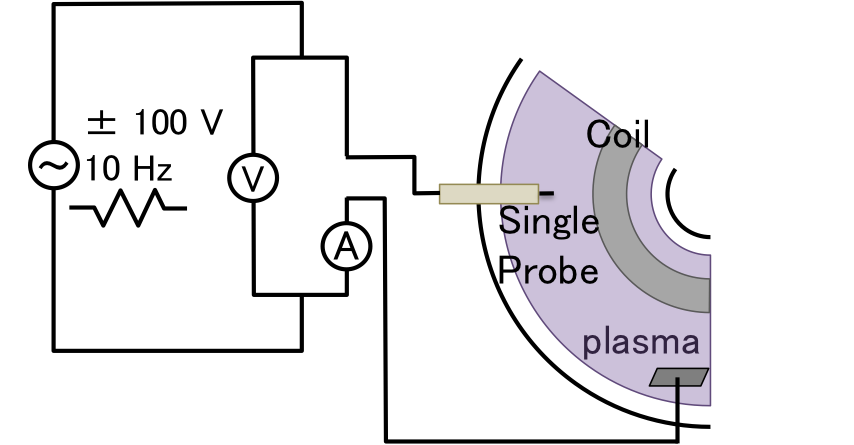 ± 100 V
10 Hz
V
A
Coil
Single
Probe
plasma